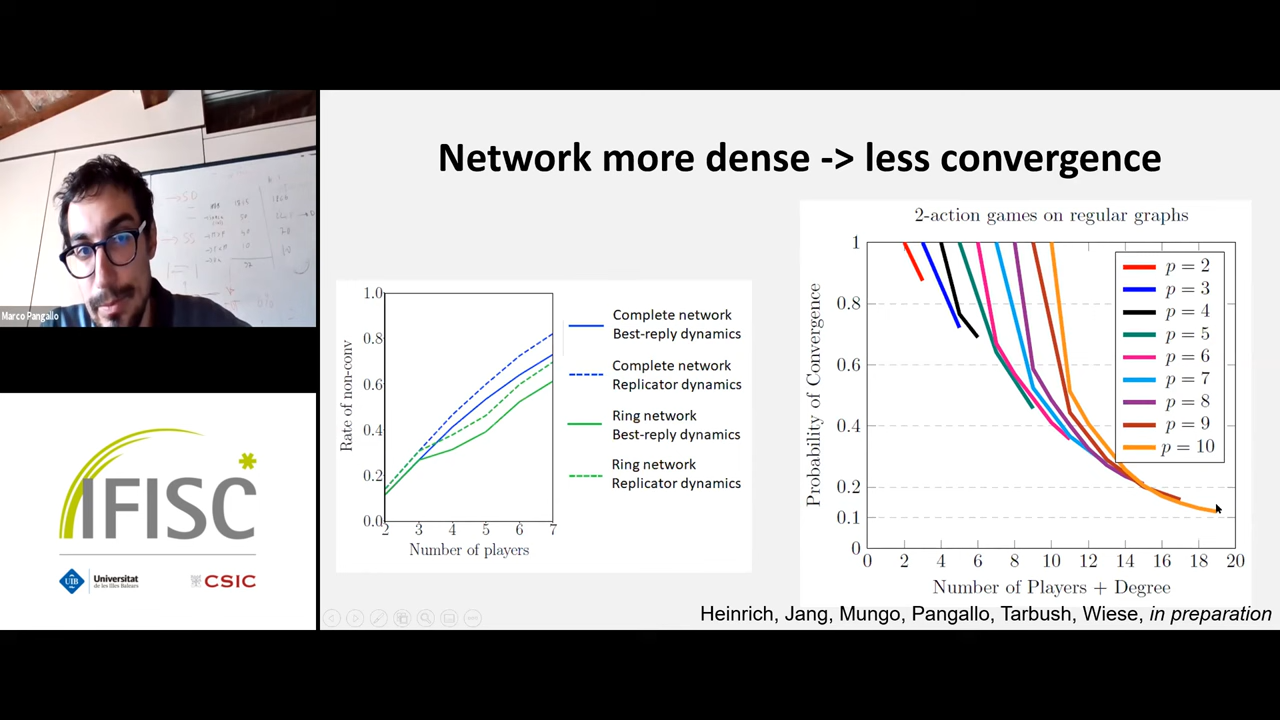 Network more dense -> less convergence
Marco Pangallo
IFISC
Universitat
de les Illes Balears
UIB
CSIC
1.0
0.8
0.6
0.4
0.2
0.0
Rate of non-conv
2 3 4 5 6 7
Number of players
Complete network
Best-reply dynamics
Complete network
Replicator dynamics
Ring network
Best-reply dynamics
Ring network
Replicator dynamics
2-action games on regular graphs
1
0.8
0.6
0.4
0.2
0.1
0
Probability of Convergence
p = 2
p = 3
p = 4
p = 5
p = 6
p = 7
p = 8
p = 9
p = 10
0 2 4 6 8 10 12 14 16 18 20
Number of Players + Degree
Heinrich, Jang, Mungo, Pangallo, Tarbush, Wiese, in preparation